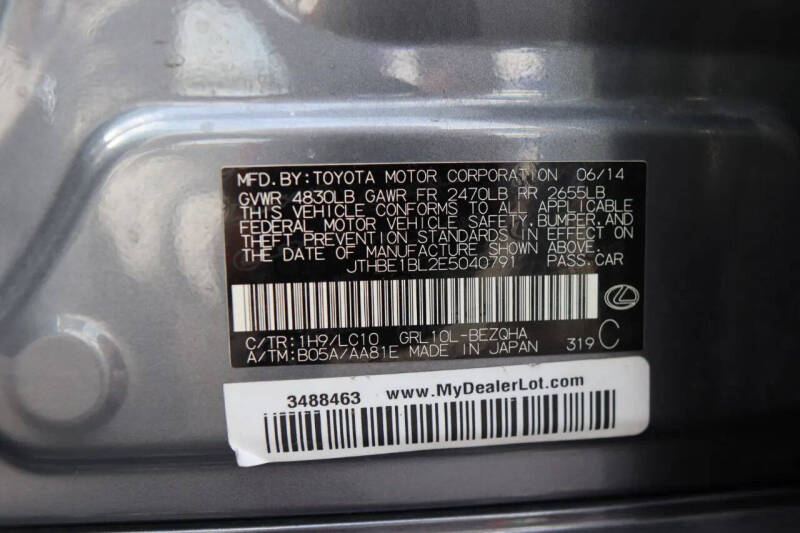 MFD.BY:TOYOTA MOTOR CORPORATION 06/14
GVWR 4830LB GAWR FR 2470LB RR 2655LB
THIS VEHICLE CONFORMS TO ALL APPLICABLE
FEDERAL MOTOR VEHICLE SAFETY,BUMPER,AND
THEFT PREVENTION STANDARDS IN EFFECT ON
THE DATE OF MANUFACTURE SHOWN ABOVE.
JTHBE1BL2E5040791 PASS.CAR
C/TR:1H9/LC10 GRL10L-BEZQHA
A/TM:B05A/AA81E MADE IN JAPAN 319 C
3488463 www.MyDealerLot.com